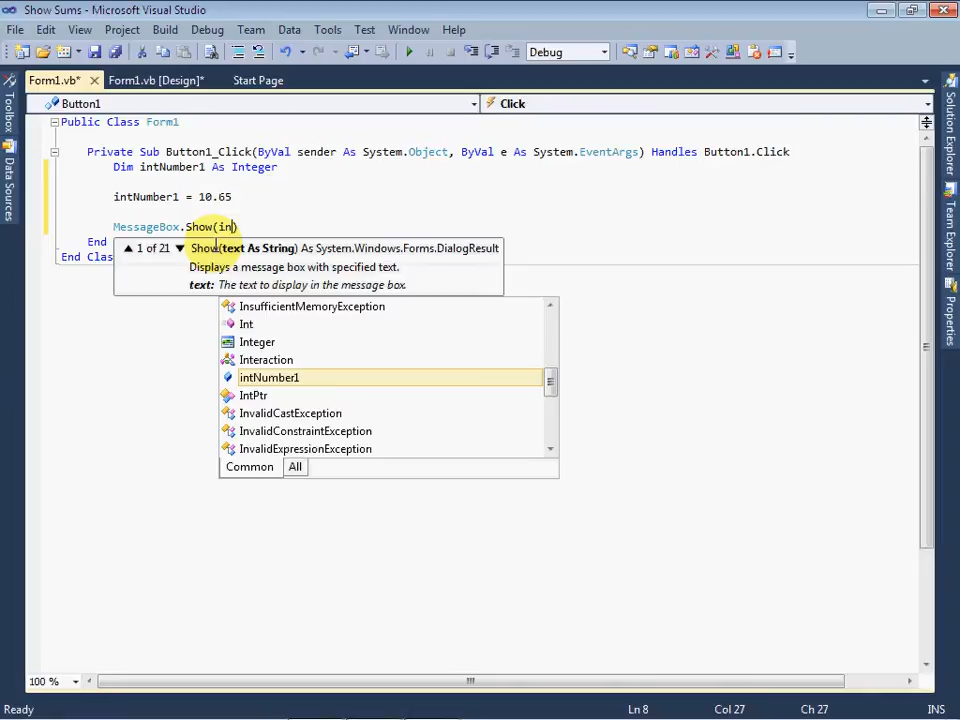 Show Sums - Microsoft Visual Studio
File Edit View Project Build Debug Team Data Tools Test Window Help
Debug
Form1.vb* Form1.vb [Design]* Start Page
Button1 Click
Public Class Form1
Private Sub Button1_Click(ByVal sender As System.Object, ByVal e As System.EventArgs) Handles Button1.Click
Dim intNumber1 As Integer
intNumber1 = 10.65
MessageBox.Show(in)
End
End Clas
1 of 21 Show(text As String) As System.Windows.Forms.DialogResult
Displays a message box with specified text.
text: The text to display in the message box.
InsufficientMemoryException
Int
Integer
Interaction
intNumber1
IntPtr
InvalidCastException
InvalidConstraintException
InvalidExpressionException
Common All
Toolbox
Data Sources
Solution Explorer
Team Explorer
Properties
100 %
Ready Ln 8 Col 27 Ch 27 INS